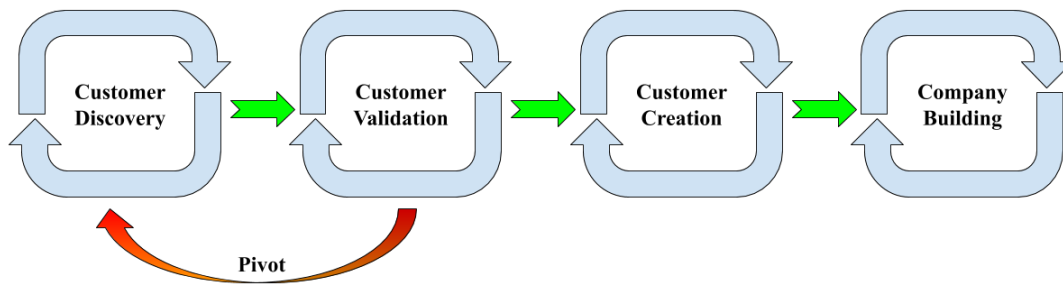 Customer
Discovery
Customer
Validation
Customer
Creation
Company
Building
Pivot